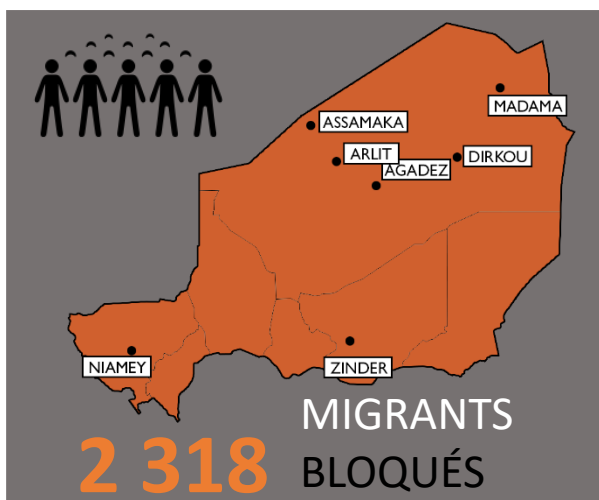 MADAMA
ASSAMAKA
ARLIT
DIRKOU
AGADEZ
NIAMEY
ZINDER
2 318 MIGRANTS
BLOQUÉS